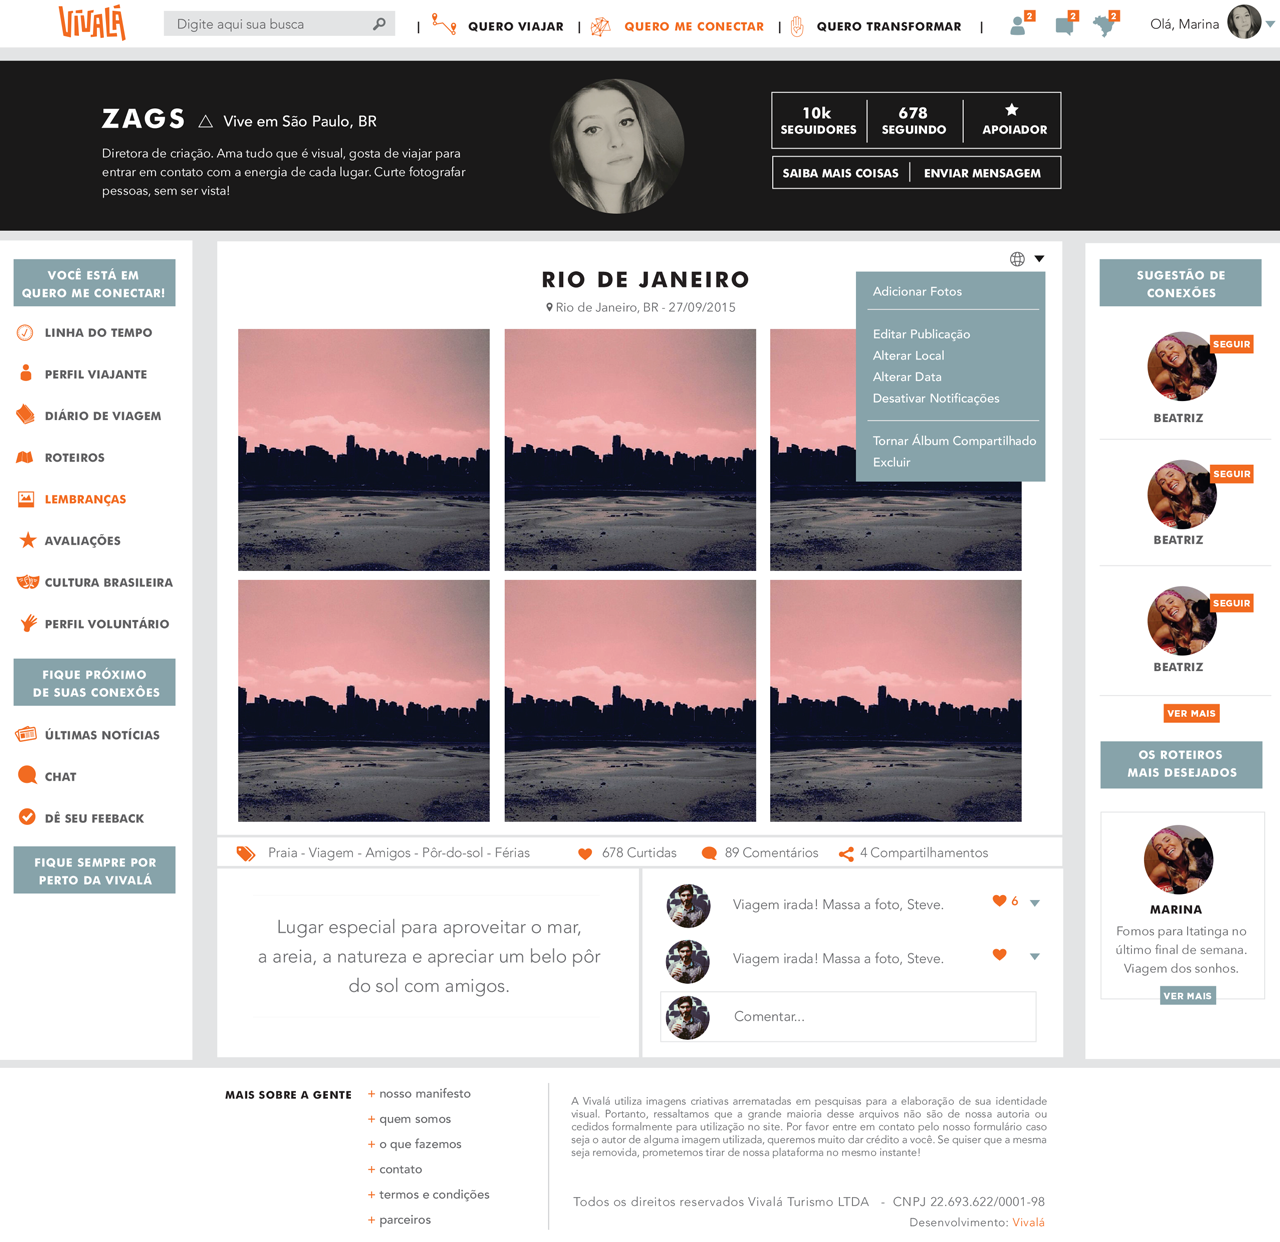 VIVALÁ
Digite aqui sua busca
| QUERO VIAJAR | QUERO ME CONECTAR | QUERO TRANSFORMAR |
2
2
2
Olá, Marina
ZAGS
Vive em São Paulo, BR
Diretora de criação. Ama tudo que é visual, gosta de viajar para
entrar em contato com a energia de cada lugar. Curte fotografar
pessoas, sem ser vista!
10k
SEGUIDORES
678
SEGUINDO
APOIADOR
SAIBA MAIS COISAS
ENVIAR MENSAGEM
VOCÊ ESTÁ EM
QUERO ME CONECTAR!
LINHA DO TEMPO
PERFIL VIAJANTE
DIÁRIO DE VIAGEM
ROTEIROS
LEMBRANÇAS
AVALIAÇÕES
CULTURA BRASILEIRA
PERFIL VOLUNTÁRIO
FIQUE PRÓXIMO
DE SUAS CONEXÕES
ÚLTIMAS NOTÍCIAS
CHAT
DÊ SEU FEEBACK
FIQUE SEMPRE POR
PERTO DA VIVALÁ
RIO DE JANEIRO
Rio de Janeiro, BR - 27/09/2015
Adicionar Fotos
Editar Publicação
Alterar Local
Alterar Data
Desativar Notificações
Tornar Álbum Compartilhado
Excluir
Praia - Viagem - Amigos - Pôr-do-sol - Férias
678 Curtidas
89 Comentários
4 Compartilhamentos
Lugar especial para aproveitar o mar,
a areia, a natureza e apreciar um belo pôr
do sol com amigos.
Viagem irada! Massa a foto, Steve.
6
Viagem irada! Massa a foto, Steve.
Comentar...
SUGESTÃO DE
CONEXÕES
SEGUIR
BEATRIZ
SEGUIR
BEATRIZ
SEGUIR
BEATRIZ
VER MAIS
OS ROTEIROS
MAIS DESEJADOS
MARINA
Fomos para Itatinga no
último final de semana.
Viagem dos sonhos.
VER MAIS
MAIS SOBRE A GENTE
+ nosso manifesto
+ quem somos
+ o que fazemos
+ contato
+ termos e condições
+ parceiros
A Vivalá utiliza imagens criativas arrematadas em pesquisas para a elaboração de sua identidade
visual. Portanto, ressaltamos que a grande maioria desse arquivos não são de nossa autoria ou
cedidos formalmente para utilização no site. Por favor entre em contato pelo nosso formulário caso
seja o autor de alguma imagem utilizada, queremos muito dar crédito a você. Se quiser que a mesma
seja removida, prometemos tirar de nossa plataforma no mesmo instante!
Todos os direitos reservados Vivalá Turismo LTDA - CNPJ 22.693.622/0001-98
Desenvolvimento: Vivalá